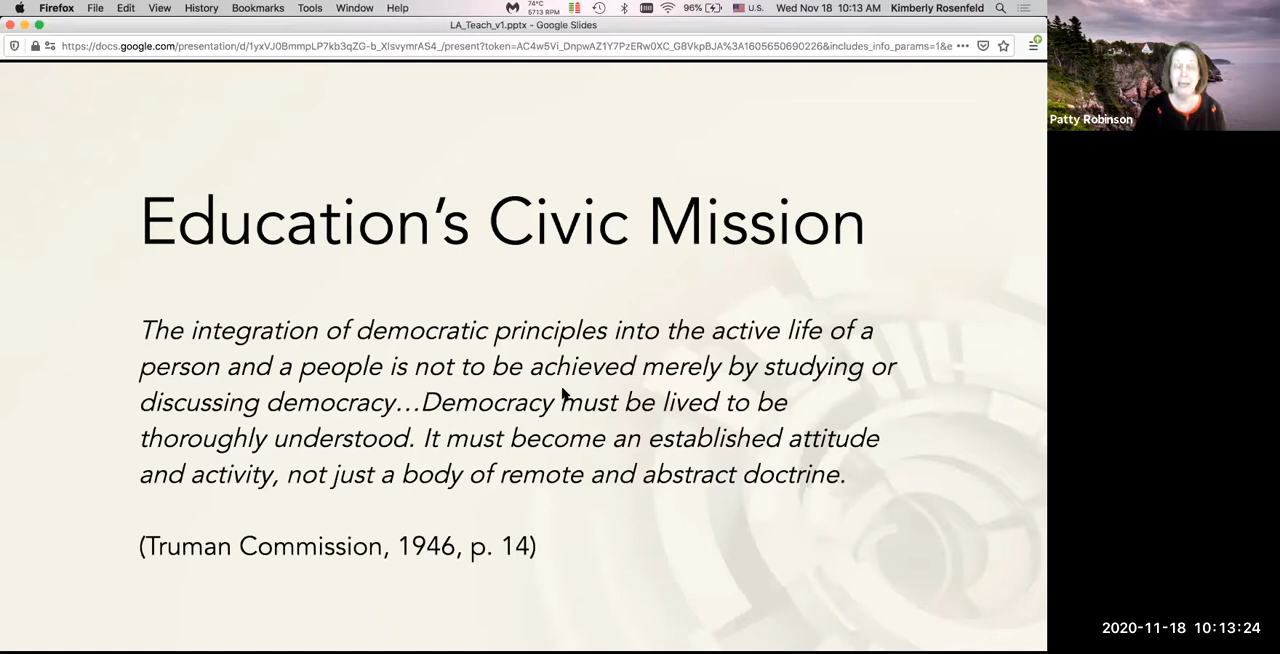 Firefox File Edit View History Bookmarks Tools Window Help 74°C 5713 RPM 96% U.S. Wed Nov 18 10:13 AM Kimberly Rosenfeld
LA_Teach_v1.pptx - Google Slides
https://docs.google.com/presentation/d/1yxVJ0BmmpLP7kb3qZG-b_XlsvymrAS4_/present?token=AC4w5Vi_DnpwAZ1Y7PzERw0XC_G8VkpBJA%3A1605650690226&includes_info_params=1&e
Patty Robinson
Education's Civic Mission
The integration of democratic principles into the active life of a
person and a people is not to be achieved merely by studying or
discussing democracy...Democracy must be lived to be
thoroughly understood. It must become an established attitude
and activity, not just a body of remote and abstract doctrine.
(Truman Commission, 1946, p. 14)
2020-11-18 10:13:24